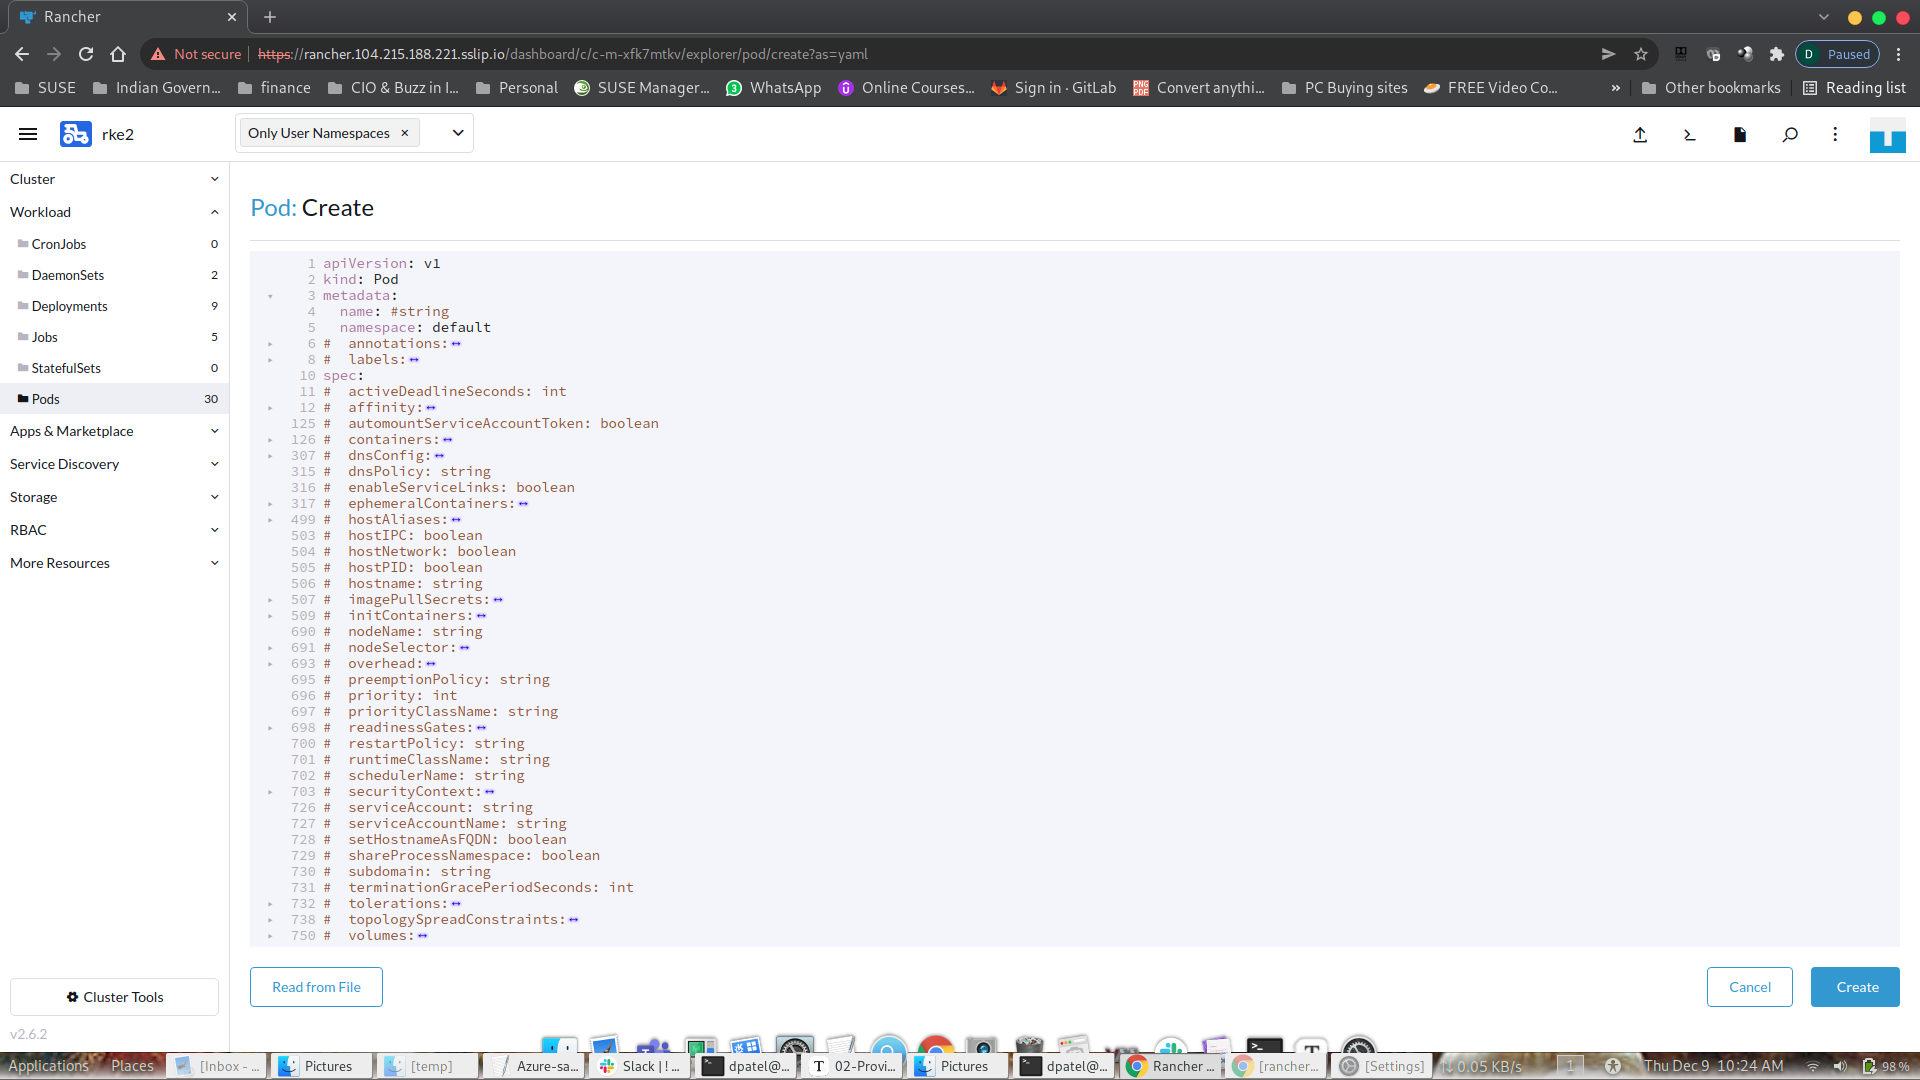 Rancher
Not secure
https://rancher.104.215.188.221.sslip.io/dashboard/c/c-m-xfk7mtkv/explorer/pod/create?as=yaml
D Paused
SUSE
Indian Govern...
finance
CIO & Buzz in I...
Personal
SUSE Manager...
WhatsApp
Online Courses...
Sign in · GitLab
Convert anythi...
PC Buying sites
FREE Video Co...
»
Other bookmarks
Reading list
rke2
Only User Namespaces ×
Cluster
Workload
CronJobs 0
DaemonSets 2
Deployments 9
Jobs 5
StatefulSets 0
Pods 30
Apps & Marketplace
Service Discovery
Storage
RBAC
More Resources
Cluster Tools
v2.6.2
Pod: Create
1 apiVersion: v1
2 kind: Pod
3 metadata:
4 name: #string
5 namespace: default
6 # annotations:↔
8 # labels:↔
10 spec:
11 # activeDeadlineSeconds: int
12 # affinity:↔
125 # automountServiceAccountToken: boolean
126 # containers:↔
307 # dnsConfig:↔
315 # dnsPolicy: string
316 # enableServiceLinks: boolean
317 # ephemeralContainers:↔
499 # hostAliases:↔
503 # hostIPC: boolean
504 # hostNetwork: boolean
505 # hostPID: boolean
506 # hostname: string
507 # imagePullSecrets:↔
509 # initContainers:↔
690 # nodeName: string
691 # nodeSelector:↔
693 # overhead:↔
695 # preemptionPolicy: string
696 # priority: int
697 # priorityClassName: string
698 # readinessGates:↔
700 # restartPolicy: string
701 # runtimeClassName: string
702 # schedulerName: string
703 # securityContext:↔
726 # serviceAccount: string
727 # serviceAccountName: string
728 # setHostnameAsFQDN: boolean
729 # shareProcessNamespace: boolean
730 # subdomain: string
731 # terminationGracePeriodSeconds: int
732 # tolerations:↔
738 # topologySpreadConstraints:↔
750 # volumes:↔
Read from File
Cancel
Create
Applications
Places
[Inbox - ...
Pictures
[temp]
Azure-sa...
Slack | ! ...
dpatel@...
02-Provi...
Pictures
dpatel@...
Rancher ...
[rancher...
[Settings]
0.05 KB/s
1
Thu Dec 9 10:24 AM
98 %